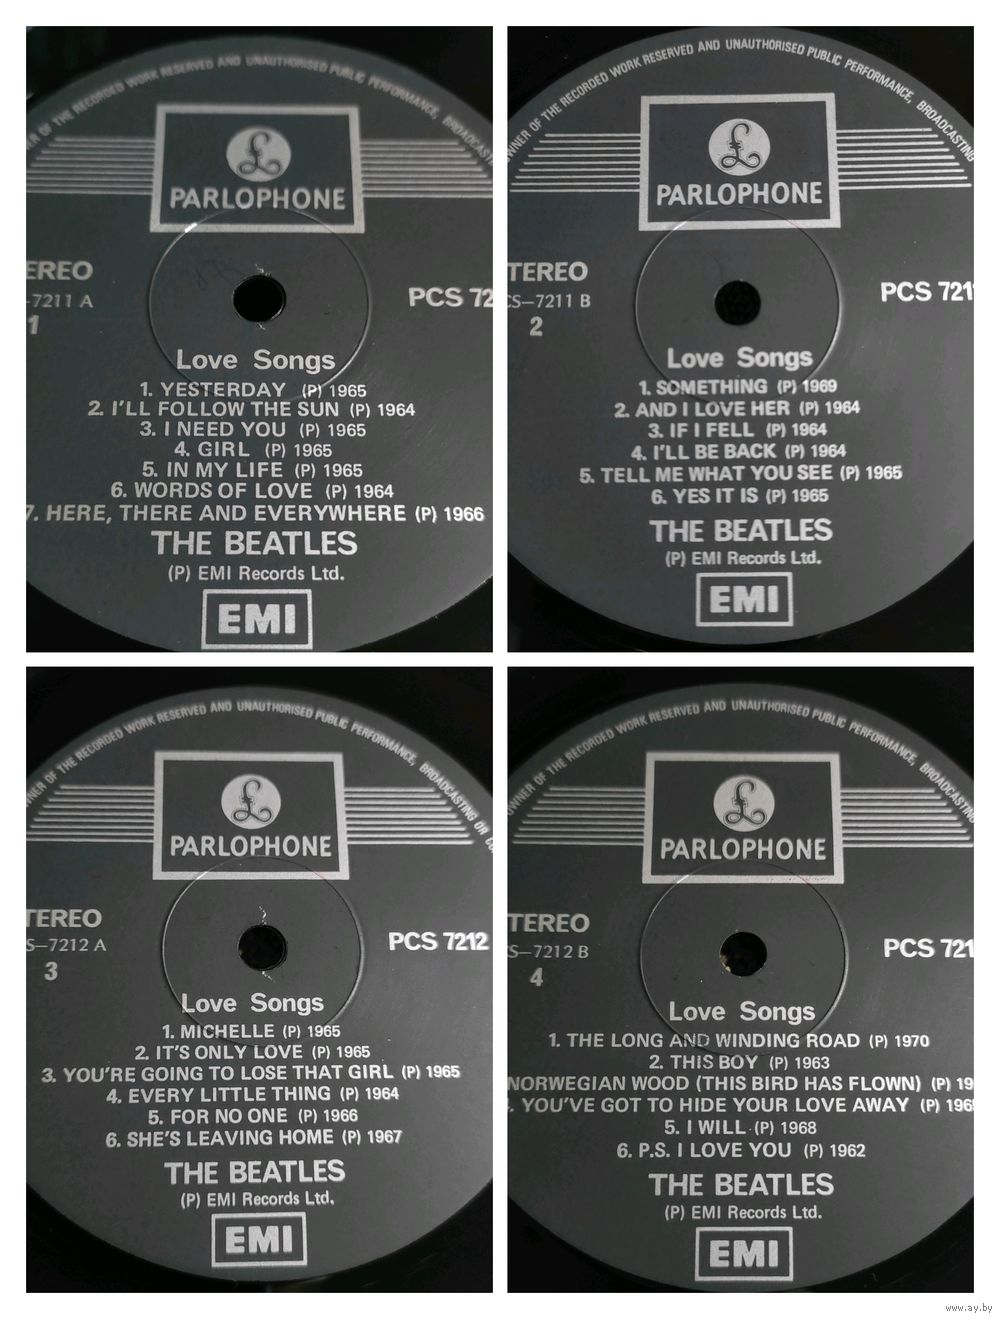 OWNER OF THE RECORDED WORK RESERVED AND UNAUTHORISED PUBLIC PERFORMANCE, BROADCASTING
£
PARLOPHONE
EREO
-7211 A
1
PCS 72
Love Songs
1. YESTERDAY (P) 1965
2. I'LL FOLLOW THE SUN (P) 1964
3. I NEED YOU (P) 1965
4. GIRL (P) 1965
5. IN MY LIFE (P) 1965
6. WORDS OF LOVE (P) 1964
7. HERE, THERE AND EVERYWHERE (P) 1966
THE BEATLES
(P) EMI Records Ltd.
EMI
OWNER OF THE RECORDED WORK RESERVED AND UNAUTHORISED PUBLIC PERFORMANCE, BROADCASTING
£
PARLOPHONE
TEREO
CS-7211 B
2
PCS 721
Love Songs
1. SOMETHING (P) 1969
2. AND I LOVE HER (P) 1964
3. IF I FELL (P) 1964
4. I'LL BE BACK (P) 1964
5. TELL ME WHAT YOU SEE (P) 1965
6. YES IT IS (P) 1965
THE BEATLES
(P) EMI Records Ltd.
EMI
OWNER OF THE RECORDED WORK RESERVED AND UNAUTHORISED PUBLIC PERFORMANCE, BROADCASTING OR
£
PARLOPHONE
TEREO
S-7212 A
3
PCS 7212
Love Songs
1. MICHELLE (P) 1965
2. IT'S ONLY LOVE (P) 1965
3. YOU'RE GOING TO LOSE THAT GIRL (P) 1965
4. EVERY LITTLE THING (P) 1964
5. FOR NO ONE (P) 1966
6. SHE'S LEAVING HOME (P) 1967
THE BEATLES
(P) EMI Records Ltd.
EMI
OWNER OF THE RECORDED WORK RESERVED AND UNAUTHORISED PUBLIC PERFORMANCE, BROADCASTING
£
PARLOPHONE
TEREO
S-7212 B
4
PCS 721
Love Songs
1. THE LONG AND WINDING ROAD (P) 1970
2. THIS BOY (P) 1963
NORWEGIAN WOOD (THIS BIRD HAS FLOWN) (P) 19
. YOU'VE GOT TO HIDE YOUR LOVE AWAY (P) 196
5. I WILL (P) 1968
6. P.S. I LOVE YOU (P) 1962
THE BEATLES
(P) EMI Records Ltd.
EMI
www.ay.by